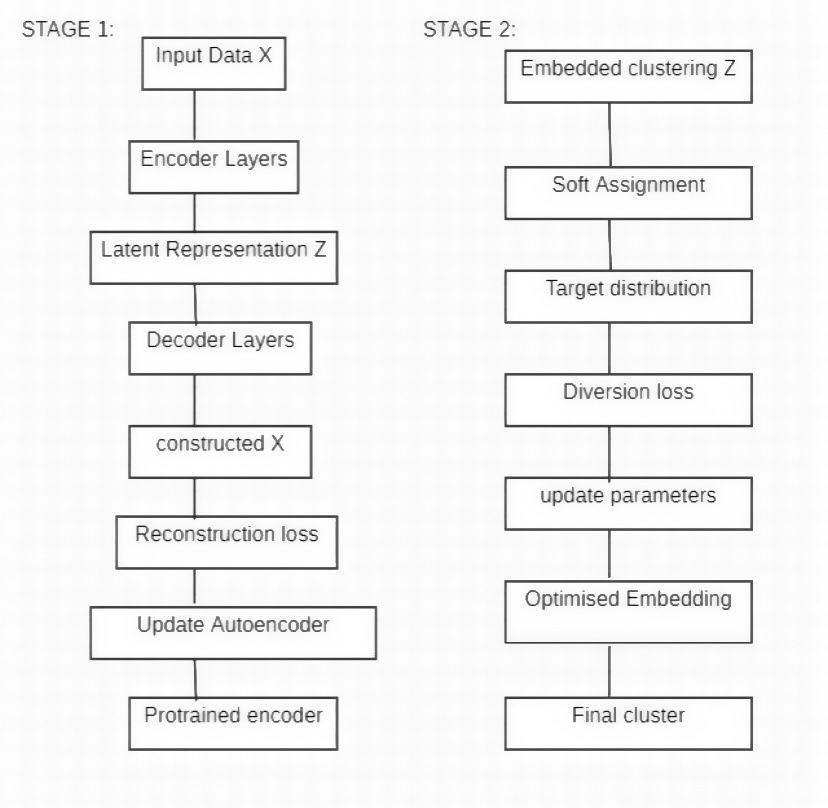 STAGE 1:
Input Data X
Encoder Layers
Latent Representation Z
Decoder Layers
constructed X
Reconstruction loss
Update Autoencoder
Protrained encoder
STAGE 2:
Embedded clustering Z
Soft Assignment
Target distribution
Diversion loss
update parameters
Optimised Embedding
Final cluster